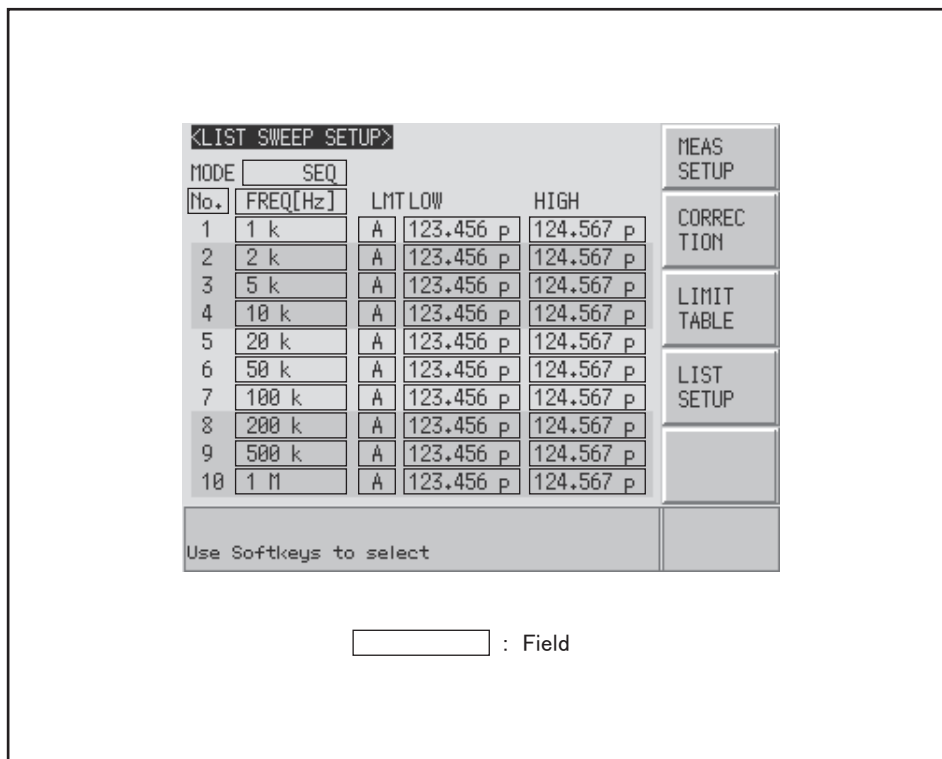 <LIST SWEEP SETUP>
MODE SEQ
No. FREQ[Hz] LMT LOW HIGH
1 1 k A 123.456 p 124.567 p
2 2 k A 123.456 p 124.567 p
3 5 k A 123.456 p 124.567 p
4 10 k A 123.456 p 124.567 p
5 20 k A 123.456 p 124.567 p
6 50 k A 123.456 p 124.567 p
7 100 k A 123.456 p 124.567 p
8 200 k A 123.456 p 124.567 p
9 500 k A 123.456 p 124.567 p
10 1 M A 123.456 p 124.567 p
MEAS
SETUP
CORREC
TION
LIMIT
TABLE
LIST
SETUP
Use Softkeys to select
: Field